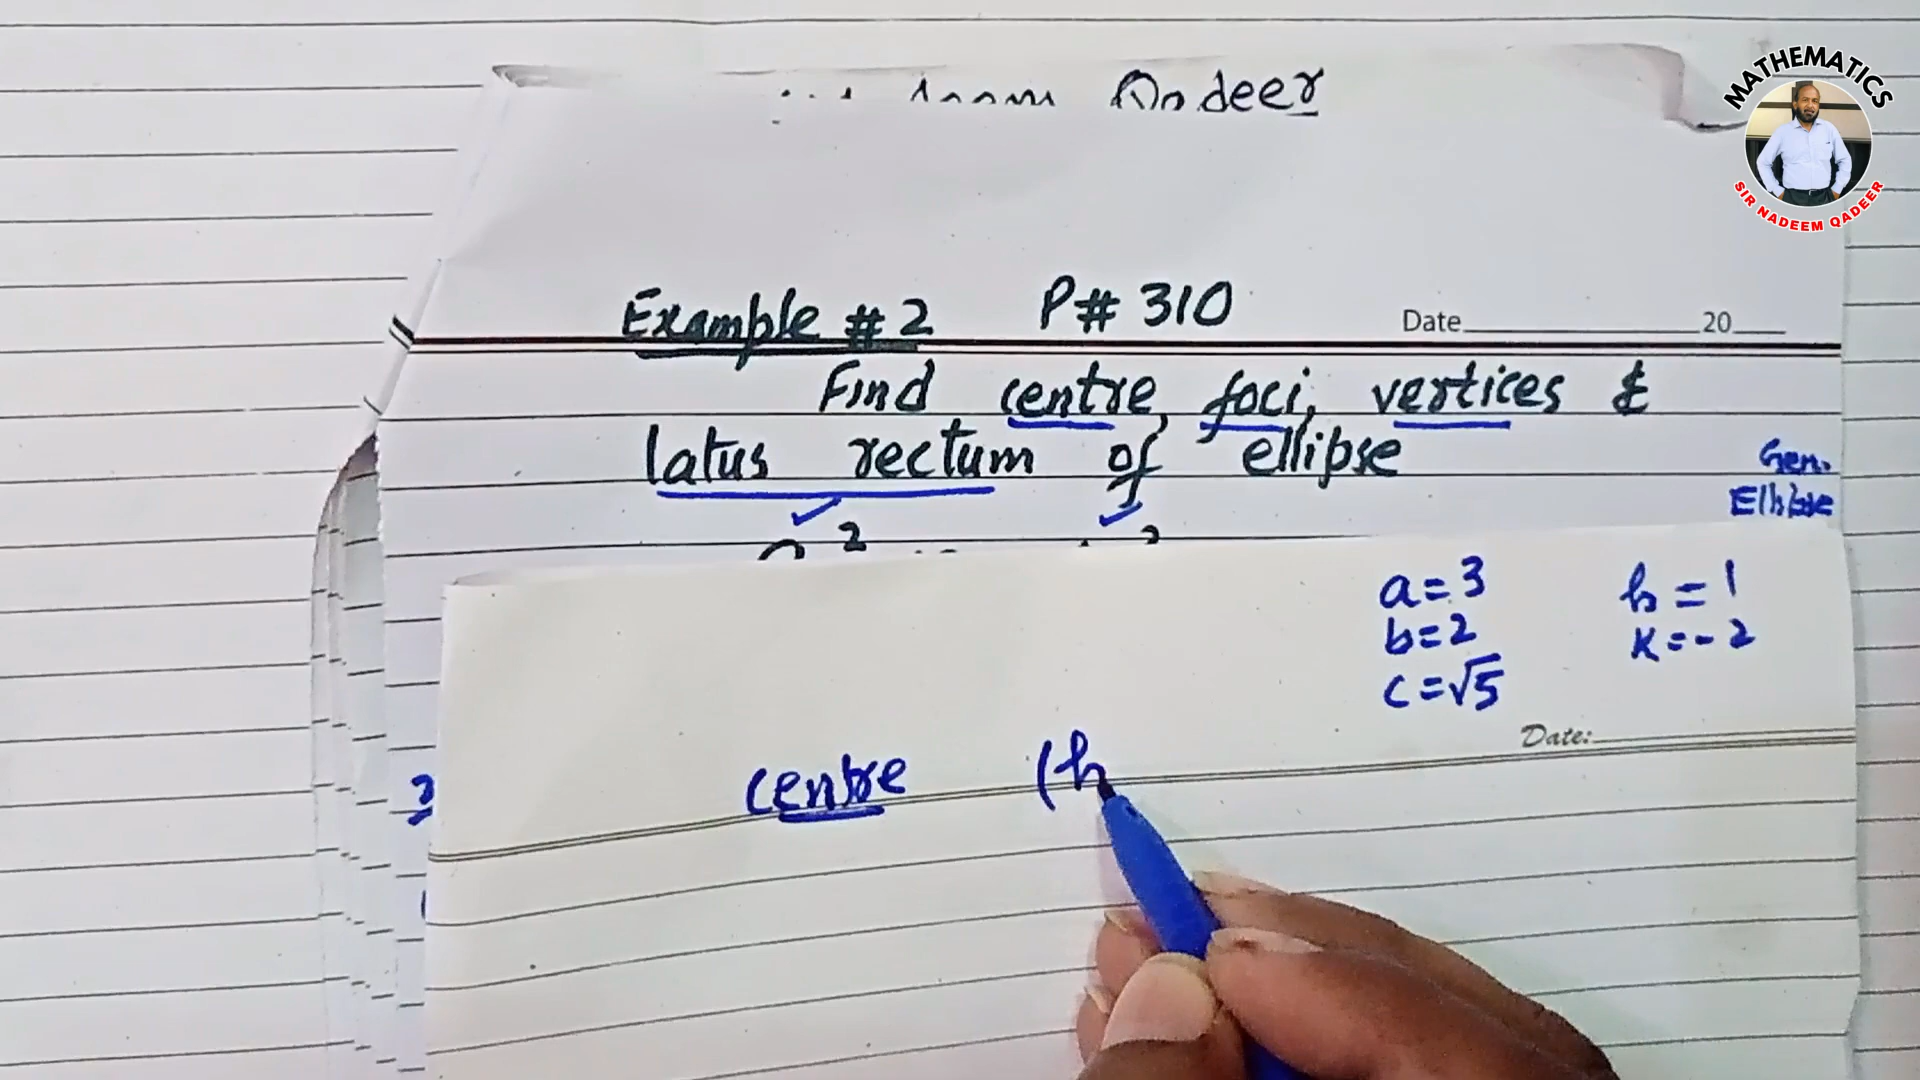 Qadeer
MATHEMATICS
SIR NADEEM QADEER
Example # 2 P# 310
Date 20
Find centre, foci, vertices &
latus rectum of ellipse
Gen.
Ellipse
a = 3 h = 1
b = 2 k = - 2
c = √5
Date:
centre (h